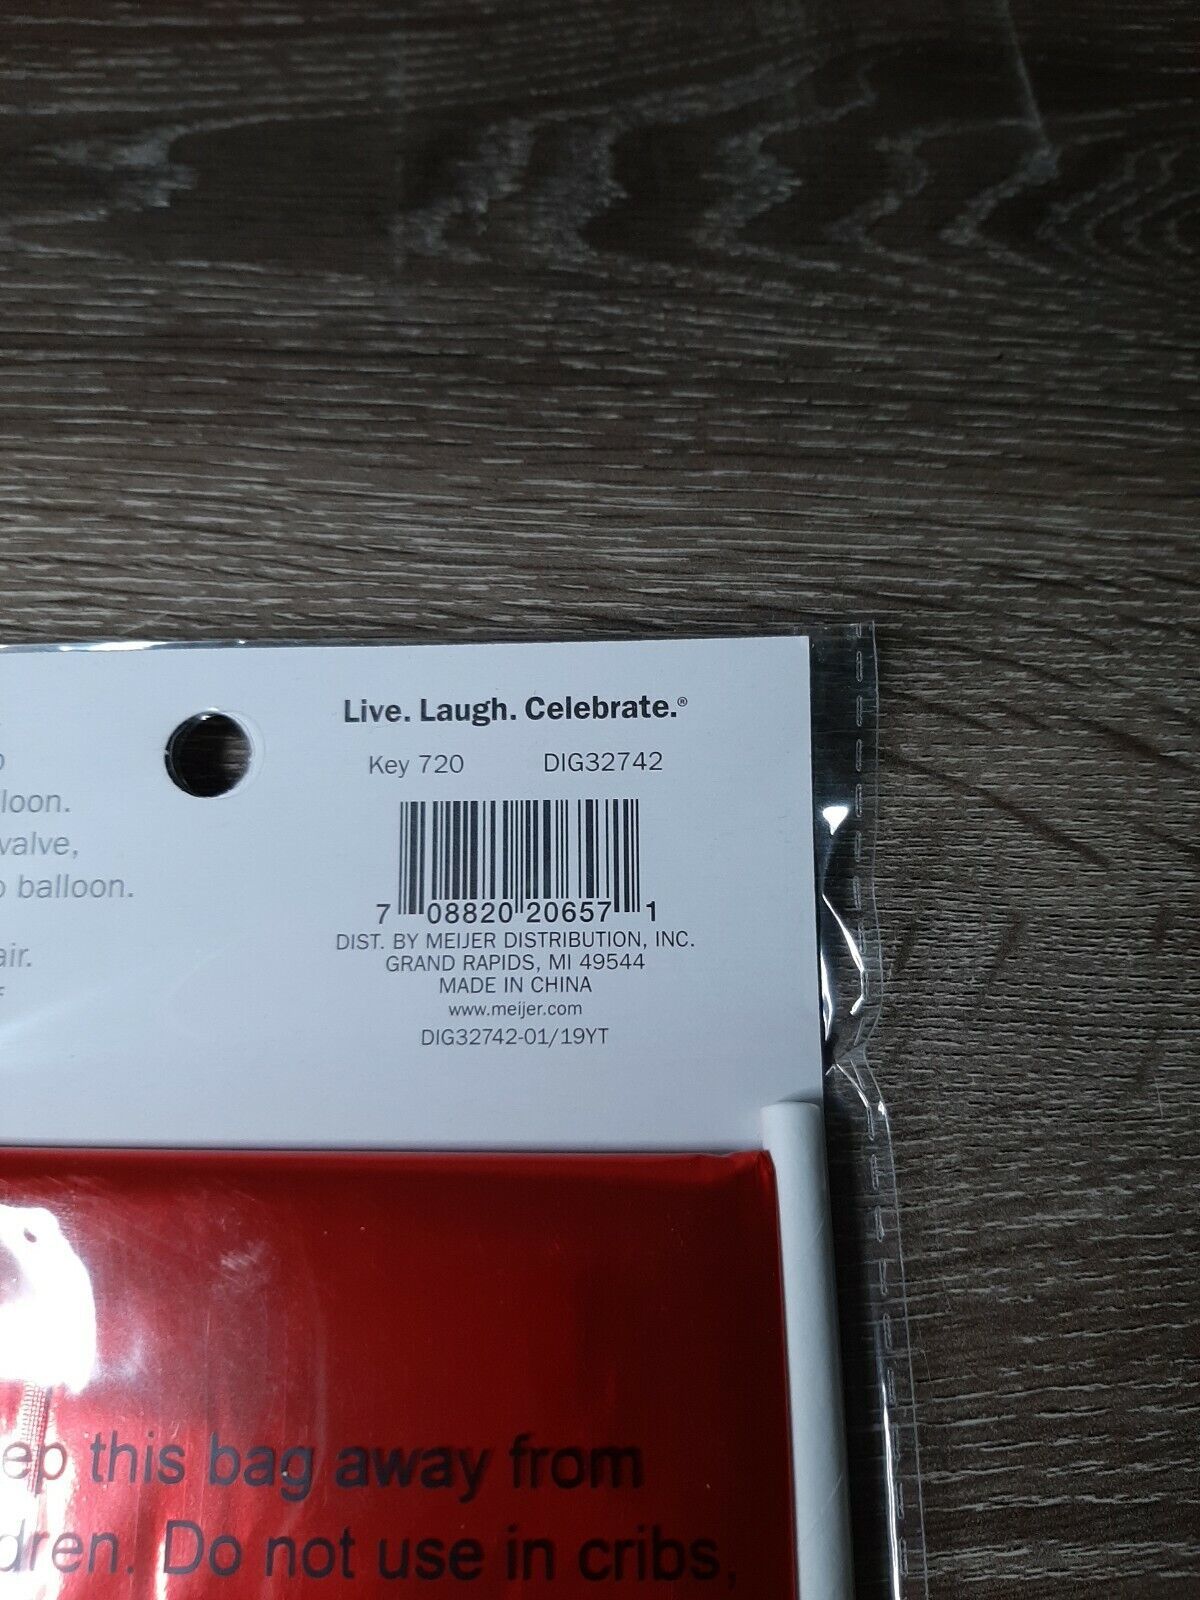 Live. Laugh. Celebrate.®
Key 720 DIG32742
7 08820 20657 1
DIST. BY MEIJER DISTRIBUTION, INC.
GRAND RAPIDS, MI 49544
MADE IN CHINA
www.meijer.com
DIG32742-01/19YT
loon.
valve,
o balloon.
air.
ep this bag away from
dren. Do not use in cribs,